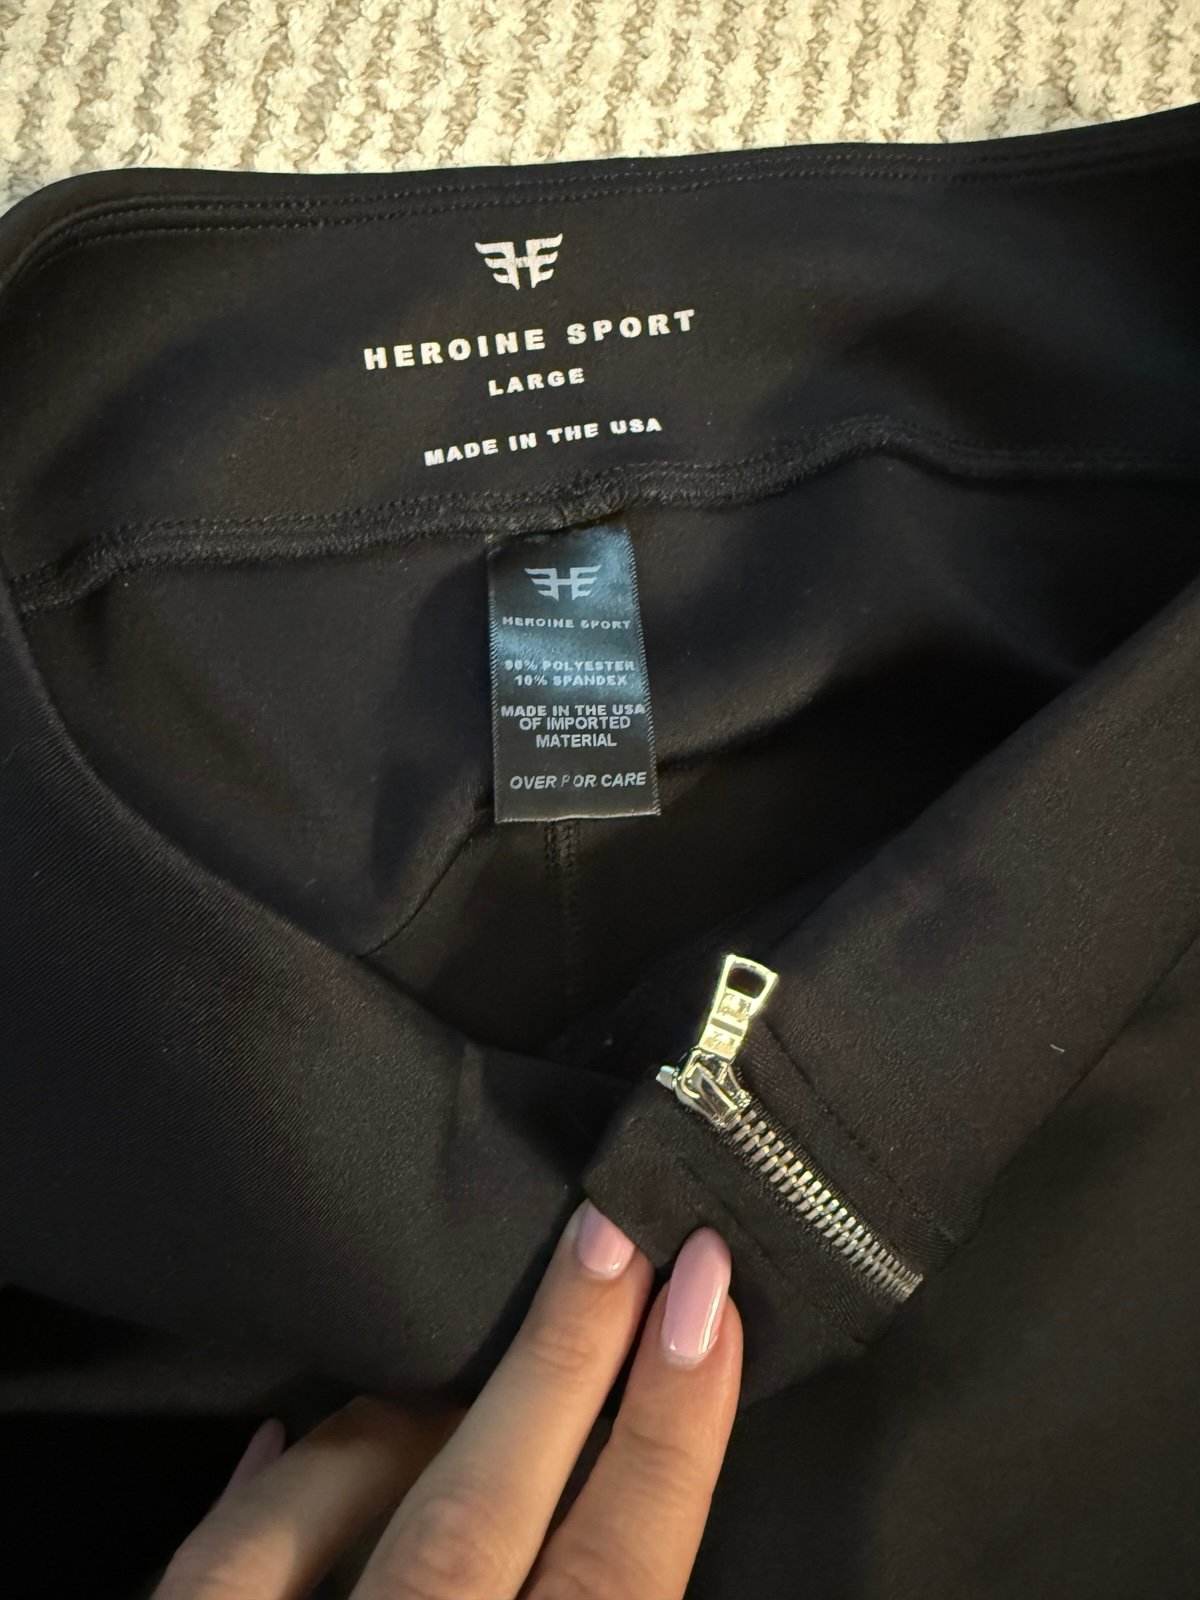 HEROINE SPORT
LARGE
MADE IN THE USA
HEROINE SPORT
90% POLYESTER
10% SPANDEX
MADE IN THE USA
OF IMPORTED
MATERIAL
OVER FOR CARE